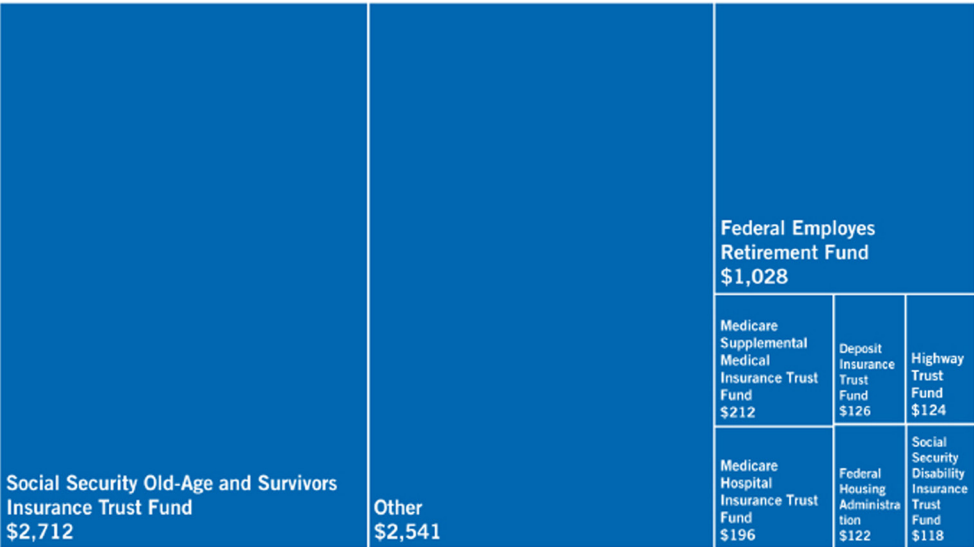 Social Security Old-Age and Survivors
Insurance Trust Fund
$2,712
Other
$2,541
Federal Employes
Retirement Fund
$1,028
Medicare
Supplemental
Medical
Insurance Trust
Fund
$212
Deposit
Insurance
Trust
Fund
$126
Highway
Trust
Fund
$124
Medicare
Hospital
Insurance Trust
Fund
$196
Federal
Housing
Administra
tion
$122
Social
Security
Disability
Insurance
Trust
Fund
$118